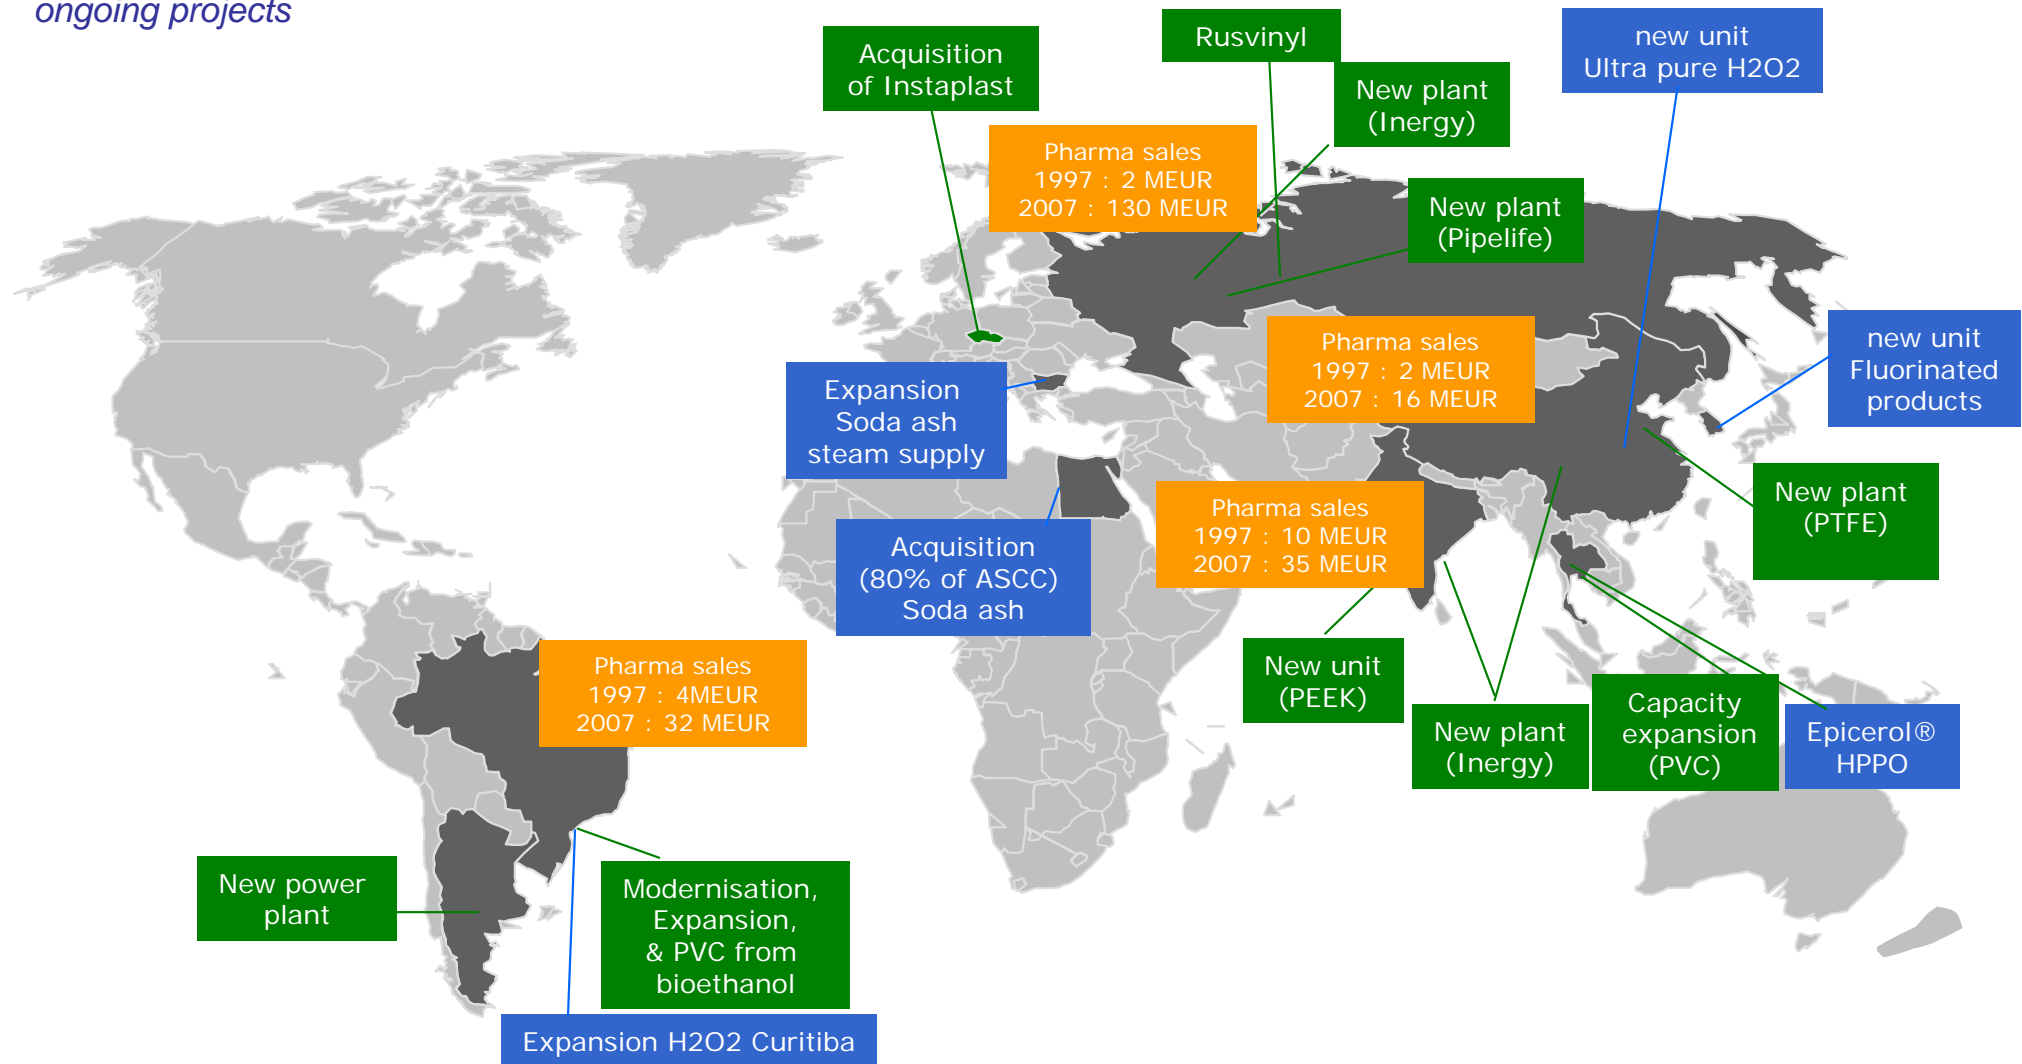 ongoing projects
Acquisition
of Instaplast
Rusvinyl
new unit
Ultra pure H2O2
New plant
(Inergy)
Pharma sales
1997 : 2 MEUR
2007 : 130 MEUR
New plant
(Pipelife)
Pharma sales
1997 : 2 MEUR
2007 : 16 MEUR
new unit
Fluorinated
products
Expansion
Soda ash
steam supply
Pharma sales
1997 : 10 MEUR
2007 : 35 MEUR
New plant
(PTFE)
Acquisition
(80% of ASCC)
Soda ash
Pharma sales
1997 : 4MEUR
2007 : 32 MEUR
New unit
(PEEK)
New plant
(Inergy)
Capacity
expansion
(PVC)
Epicerol®
HPPO
New power
plant
Modernisation,
Expansion,
& PVC from
bioethanol
Expansion H2O2 Curitiba